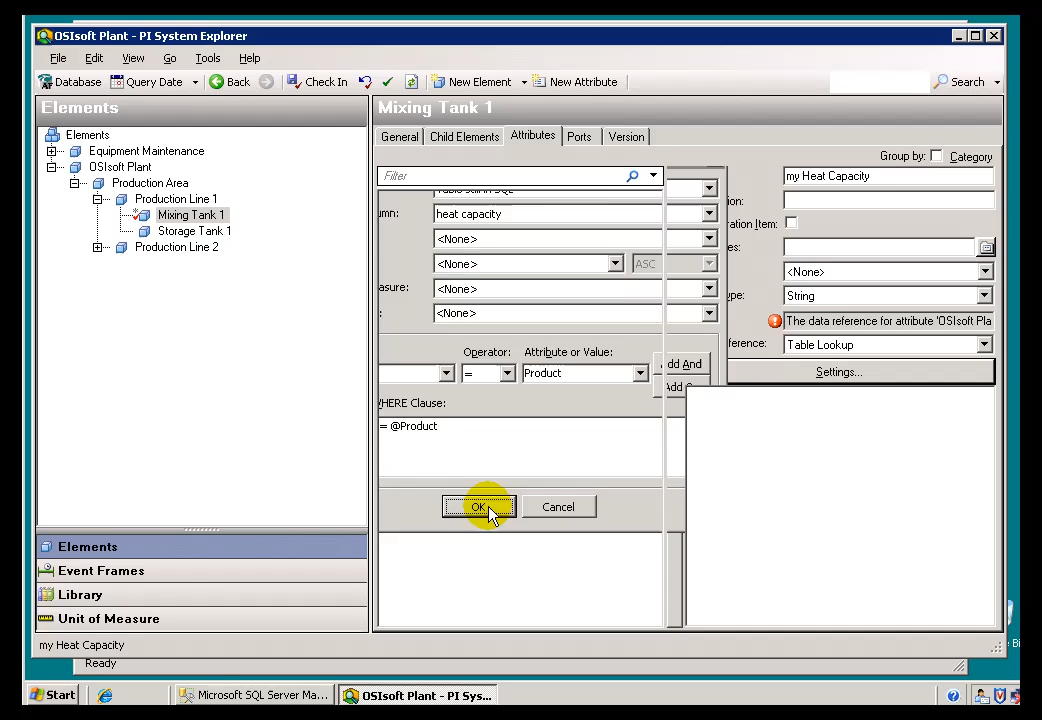 OSIsoft Plant - PI System Explorer
File Edit View Go Tools Help
Database Query Date Back Check In New Element New Attribute Search
Elements
Mixing Tank 1
Elements
Equipment Maintenance
OSIsoft Plant
Production Area
Production Line 1
Mixing Tank 1
Storage Tank 1
Production Line 2
General Child Elements Attributes Ports Version
Group by: Category
Filter
my Heat Capacity
heat capacity
<None>
<None> ASC
<None>
<None>
<None>
String
The data reference for attribute 'OSIsoft Pla
Table Lookup
Settings...
Operator: Attribute or Value:
= Product
dd And
HERE Clause:
= @Product
OK Cancel
Elements
Event Frames
Library
Unit of Measure
my Heat Capacity
Ready
Start Microsoft SQL Server Ma... OSIsoft Plant - PI Sys...